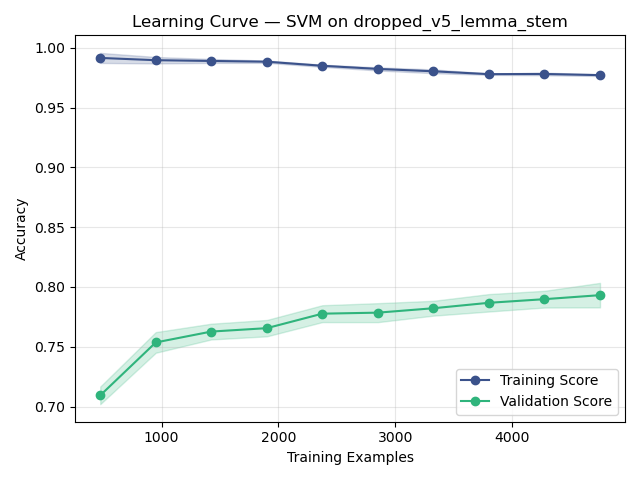 Learning Curve — SVM on dropped_v5_lemma_stem
1.00
0.95
0.90
0.85
0.80
0.75
0.70
Accuracy
1000
2000
3000
4000
Training Examples
Training Score
Validation Score